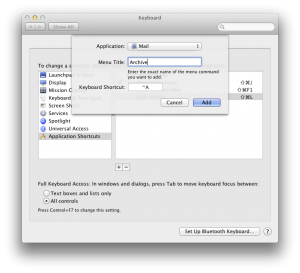 Keyboard
Show All
Application: Mail
To change a s
Menu Title: Archive
Enter the exact name of the menu command
you want to add.
Keyboard Shortcut: ^A
Cancel Add
Launchpad
Display
Mission C
Keyboard
Screen Sh
Services
Spotlight
Universal Access
Application Shortcuts
⇧⌘/
⌥⌘L
+ −
Full Keyboard Access: In windows and dialogs, press Tab to move keyboard focus between:
Text boxes and lists only
All controls
Press Control+F7 to change this setting.
Set Up Bluetooth Keyboard...
?